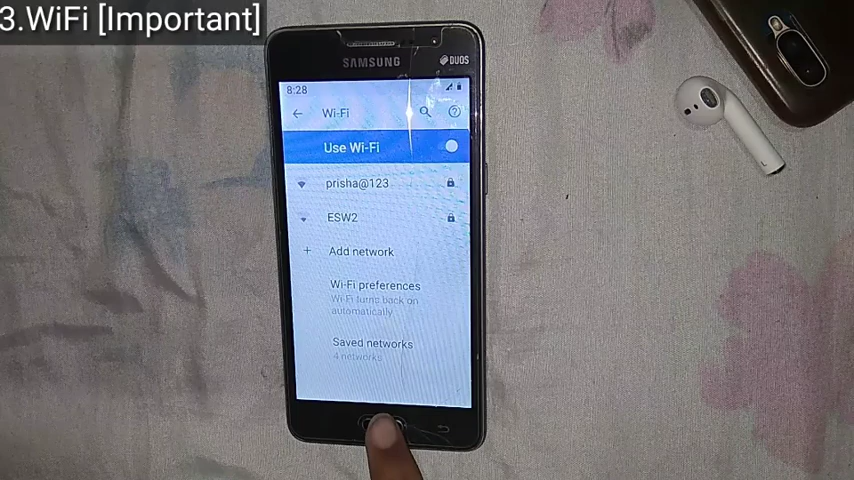 3.WiFi [Important]
SAMSUNG
DUOS
8:28
Wi-Fi
Use Wi-Fi
prisha@123
ESW2
Add network
Wi-Fi preferences
Wi-Fi turns back on
automatically
Saved networks
4 networks